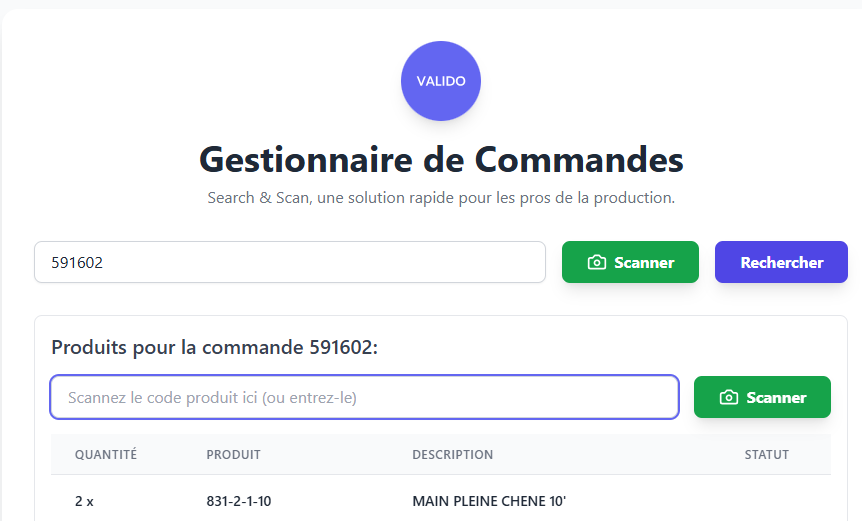 VALIDO
Gestionnaire de Commandes
Search & Scan, une solution rapide pour les pros de la production.
591602 Scanner Rechercher
Produits pour la commande 591602:
Scannez le code produit ici (ou entrez-le) Scanner
QUANTITÉ PRODUIT DESCRIPTION STATUT
2 x 831-2-1-10 MAIN PLEINE CHENE 10'